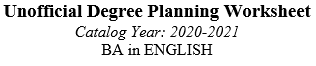 Unofficial Degree Planning Worksheet
Catalog Year: 2020-2021
BA in ENGLISH